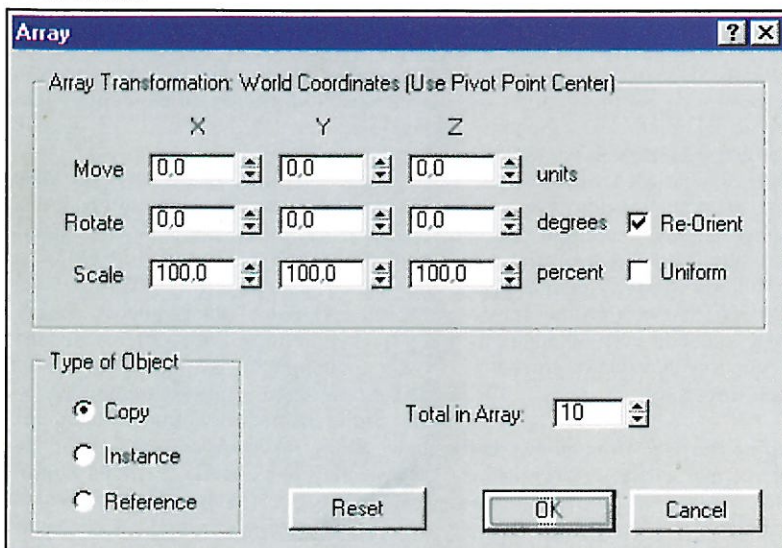 Array
Array Transformation: World Coordinates (Use Pivot Point Center)
X Y Z
Move 0,0 0,0 0,0 units
Rotate 0,0 0,0 0,0 degrees Re-Orient
Scale 100,0 100,0 100,0 percent Uniform
Type of Object
Copy
Instance
Reference
Total in Array: 10
Reset OK Cancel